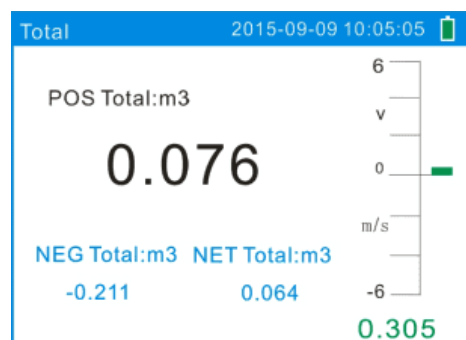 Total 2015-09-09 10:05:05
6
POS Total:m3
v
0.076
0
m/s
NEG Total:m3 NET Total:m3
-0.211 0.064 -6
0.305